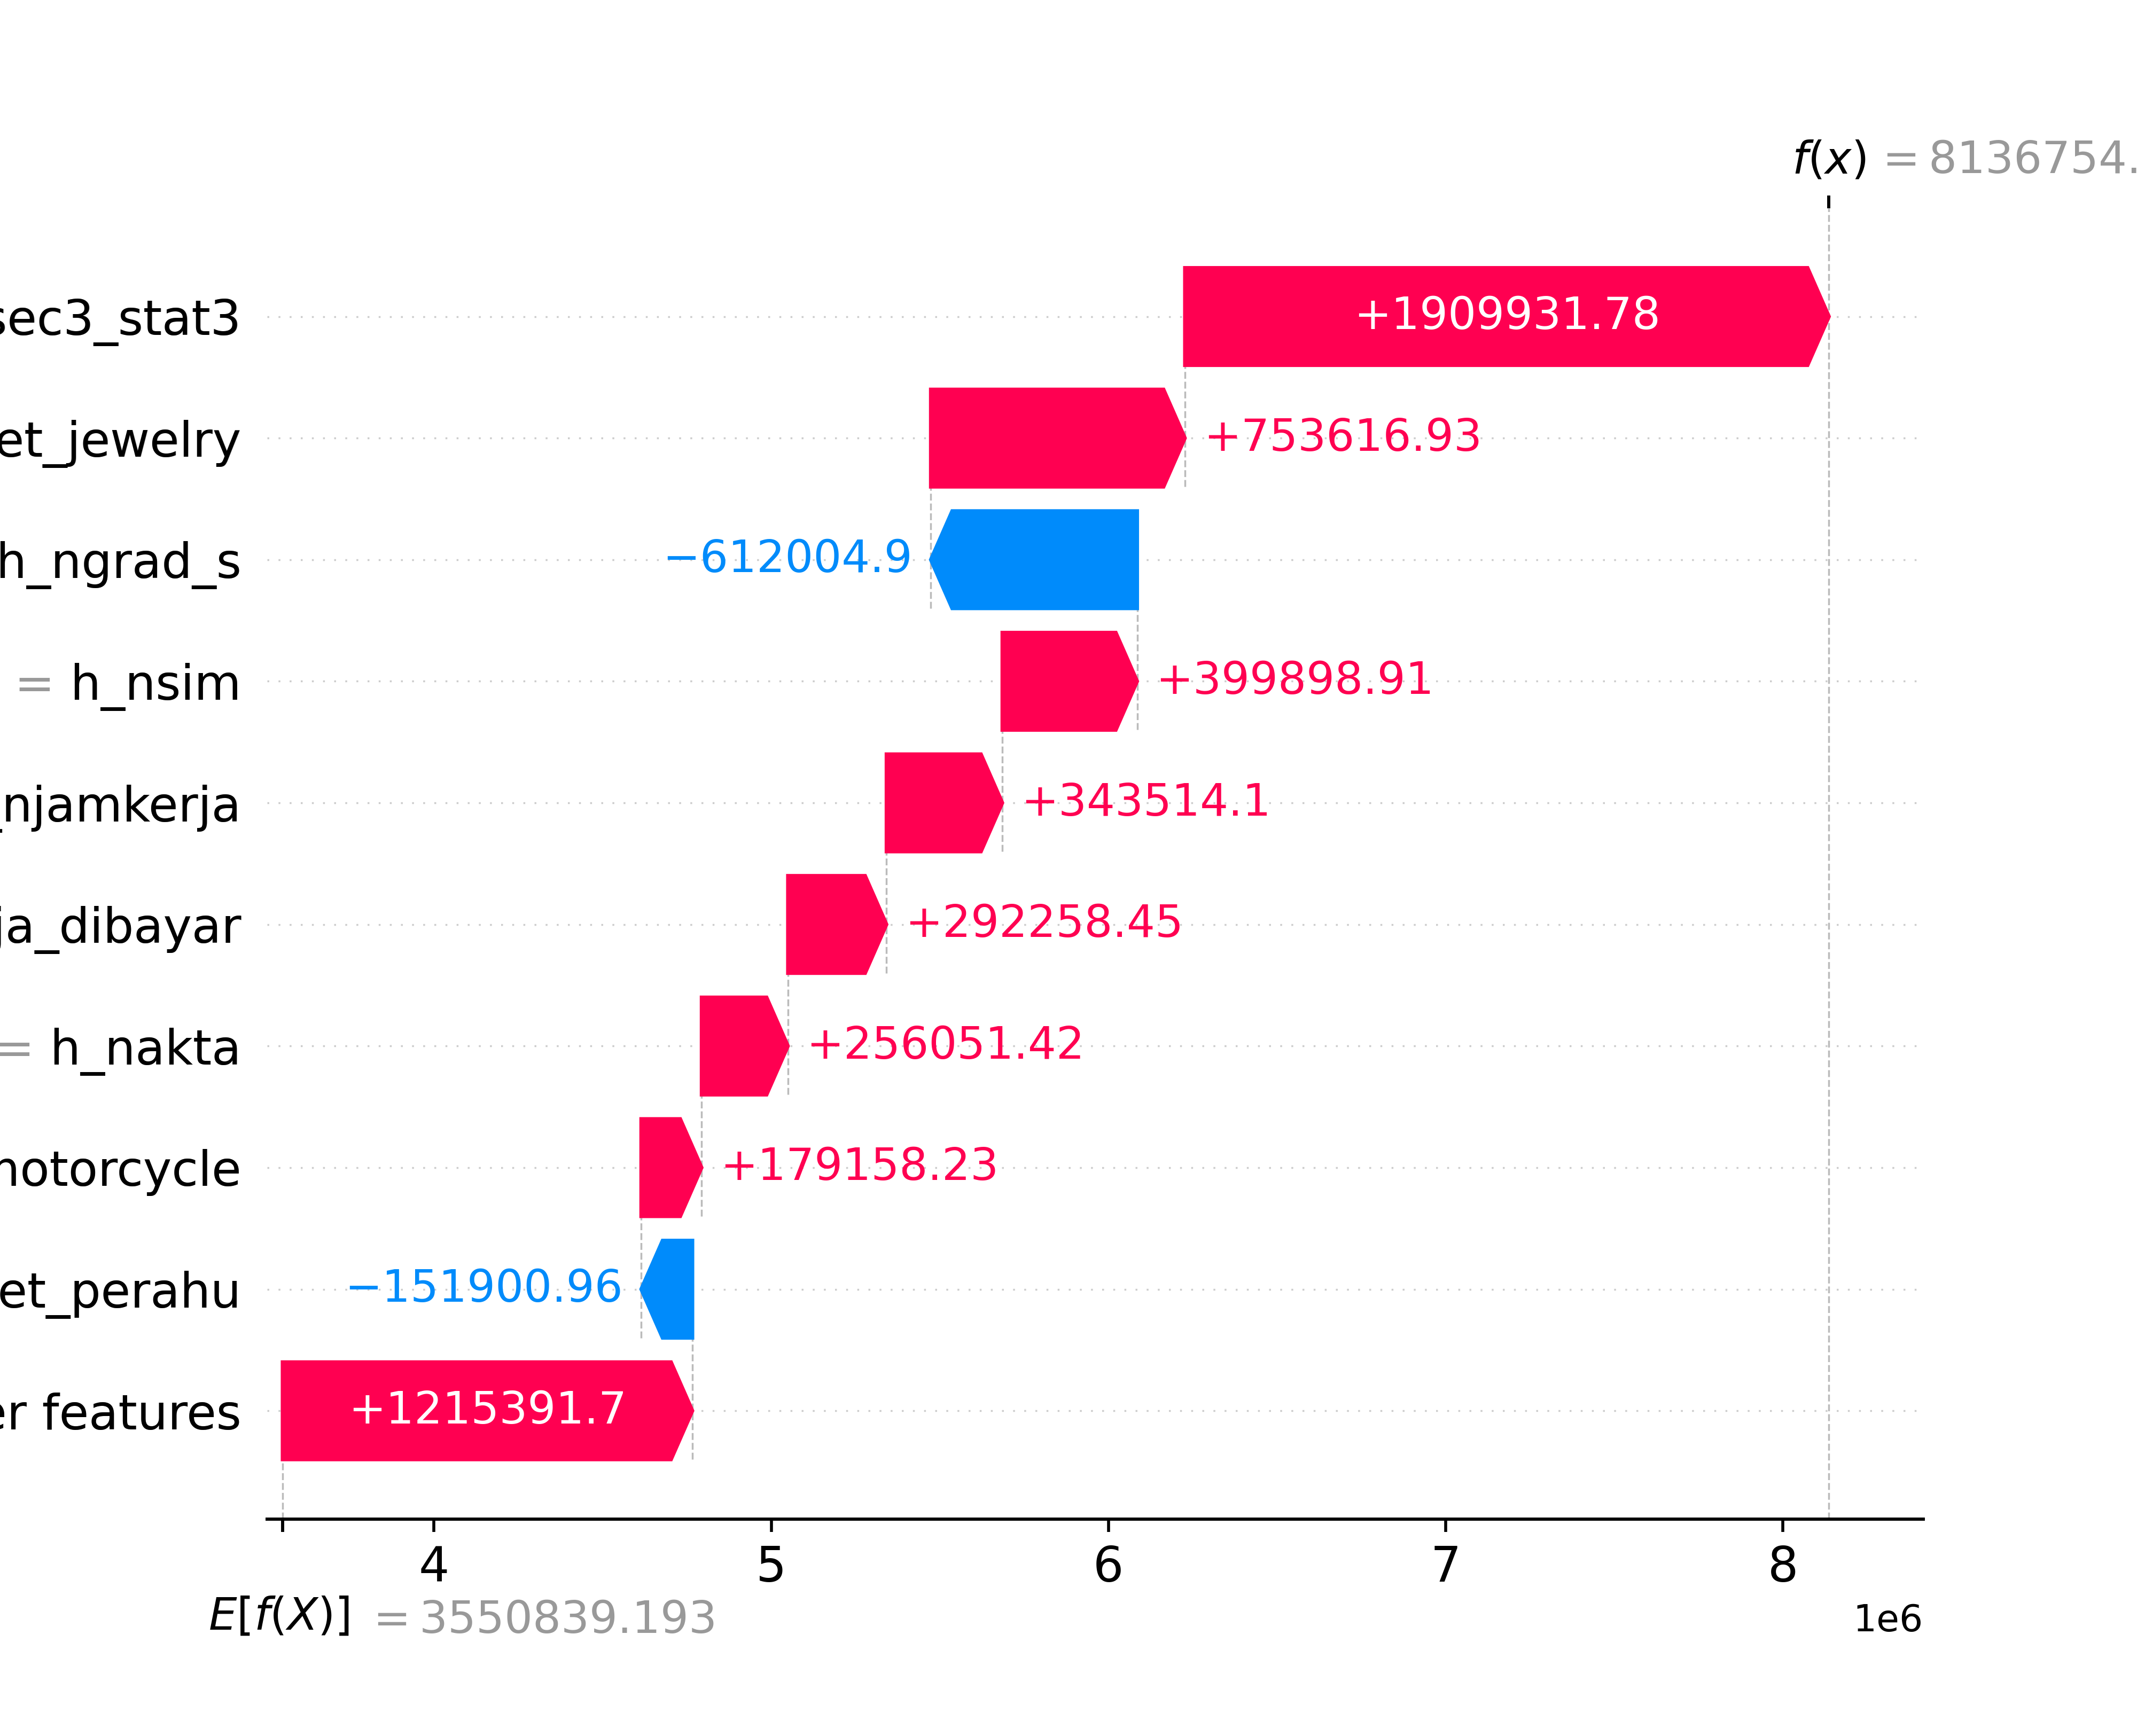 f(x) = 8136754.
sec3_stat3
+1909931.78
et_jewelry
+753616.93
h_ngrad_s
−612004.9
= h_nsim
+399898.91
_njamkerja
+343514.1
ja_dibayar
+292258.45
= h_nakta
+256051.42
motorcycle
+179158.23
et_perahu
−151900.96
er features
+1215391.7
4 5 6 7 8
E[f(X)] = 3550839.193
1e6